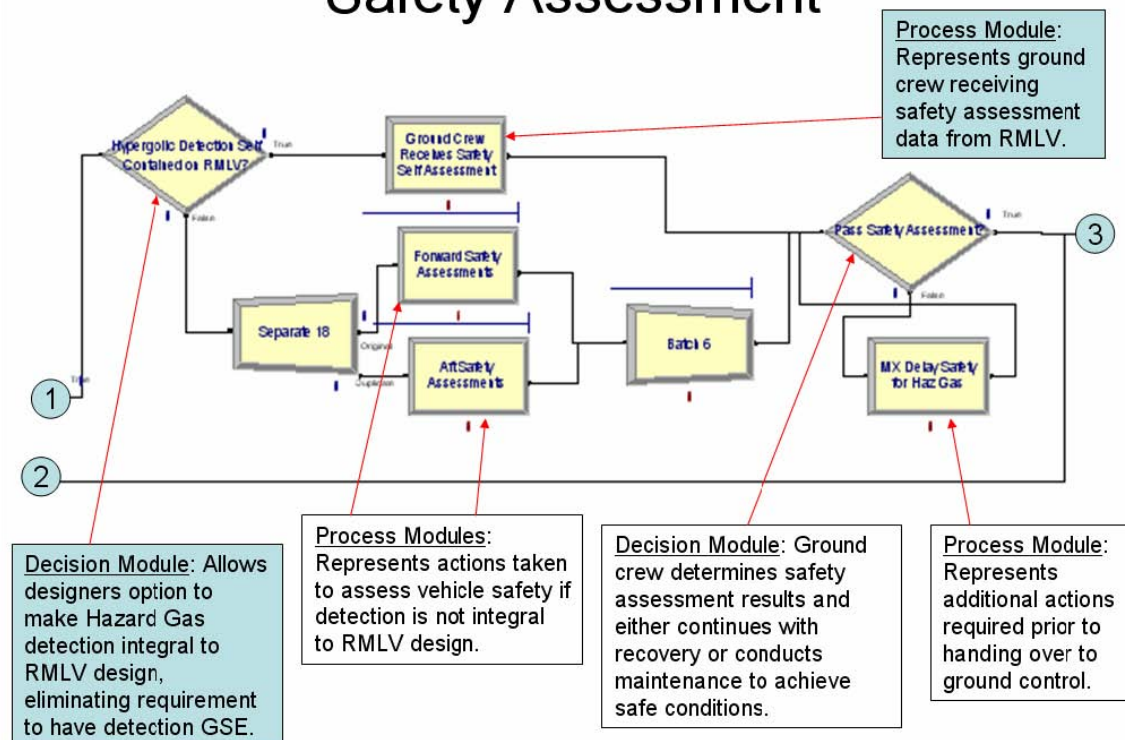 Safety Assessment
Process Module:
Represents ground
crew receiving
safety assessment
data from RMLV.
Hypergolic Detection Self
Contained on RMLV?
True
False
Ground Crew
Receives Safety
Self Assessment
Forward Safety
Assessments
Separate 18
Original
Duplicate
Aft Safety
Assessments
Batch 6
Pass Safety Assessment?
True
False
MX Delay Safety
for Haz Gas
True
1
2
3
Decision Module: Allows
designers option to
make Hazard Gas
detection integral to
RMLV design,
eliminating requirement
to have detection GSE.
Process Modules:
Represents actions taken
to assess vehicle safety if
detection is not integral
to RMLV design.
Decision Module: Ground
crew determines safety
assessment results and
either continues with
recovery or conducts
maintenance to achieve
safe conditions.
Process Module:
Represents
additional actions
required prior to
handing over to
ground control.